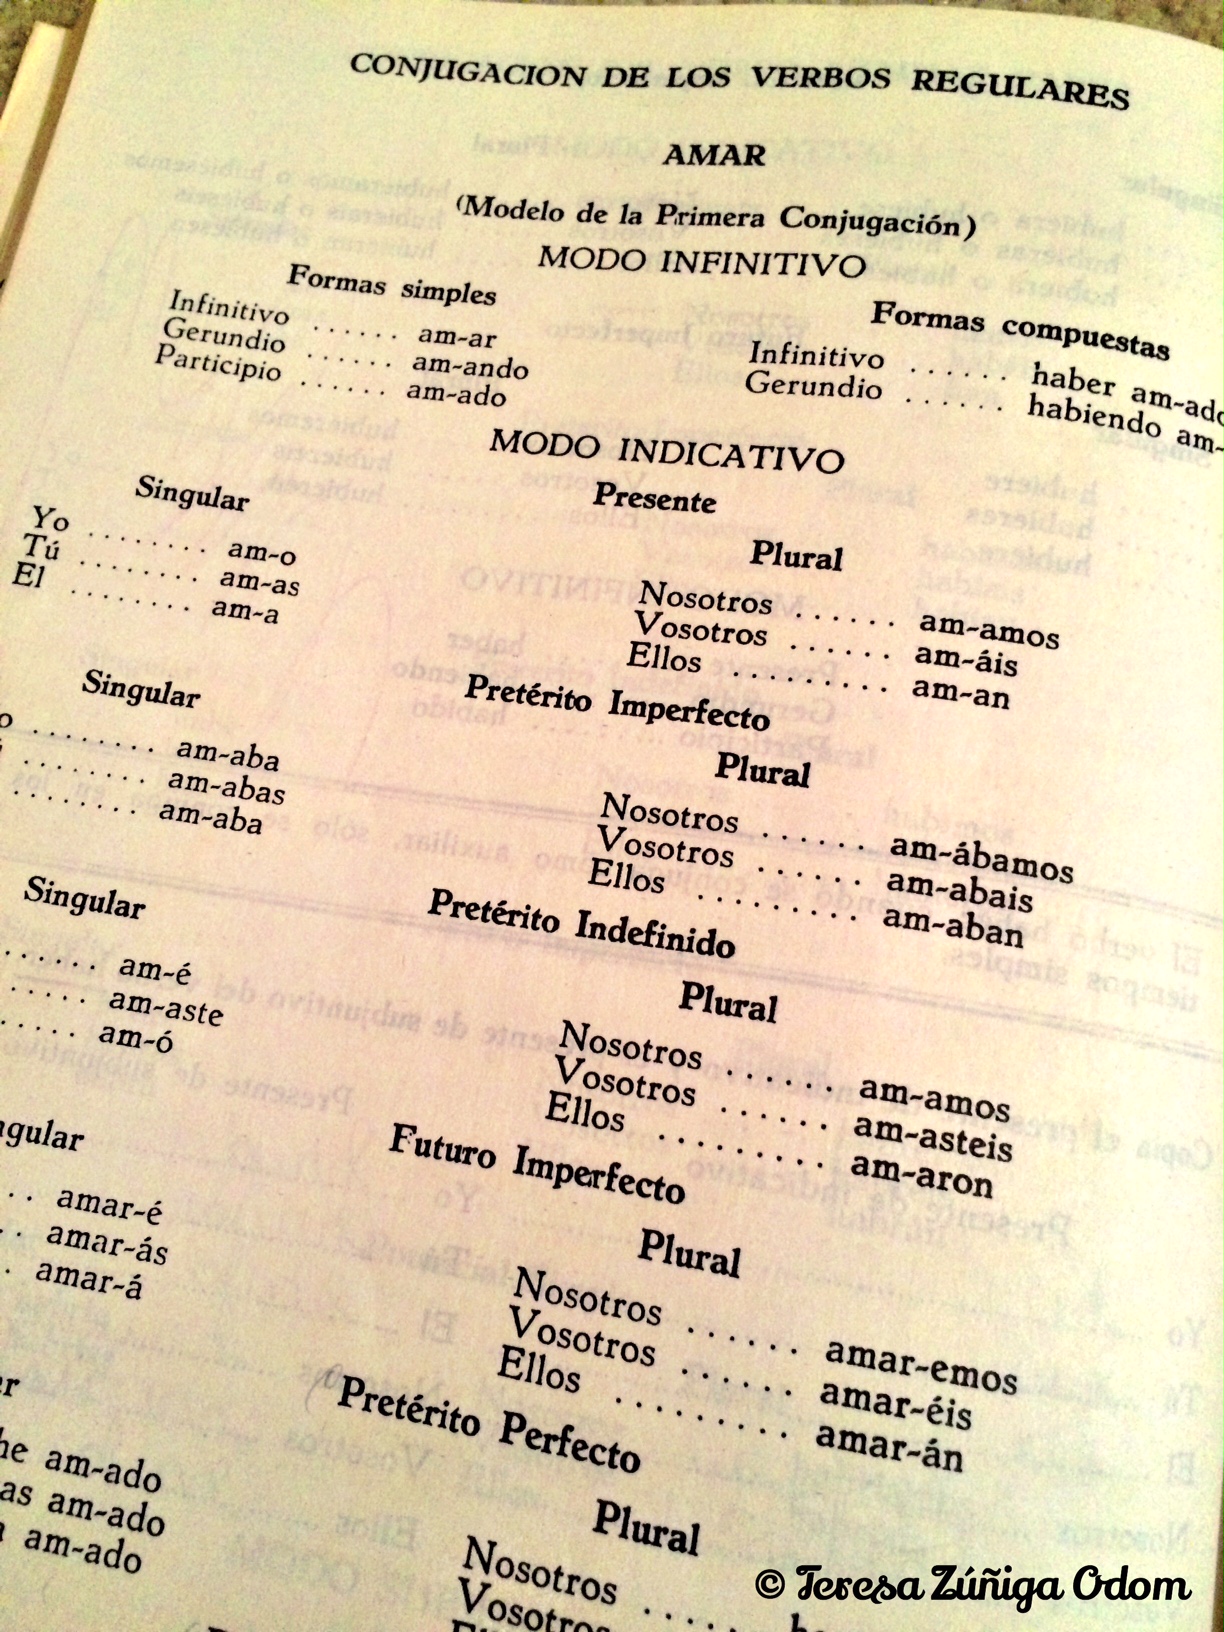 CONJUGACION DE LOS VERBOS REGULARES
AMAR
(Modelo de la Primera Conjugación)
MODO INFINITIVO
Formas simples
Infinitivo ...... am-ar
Gerundio ...... am-ando
Participio ...... am-ado
Formas compuestas
Infinitivo ...... haber am-ado
Gerundio ...... habiendo am-
MODO INDICATIVO
Presente
Singular
Yo ........ am-o
Tú ........ am-as
El ........ am-a
Plural
Nosotros ...... am-amos
Vosotros ...... am-áis
Ellos ......... am-an
Pretérito Imperfecto
Singular
........ am-aba
........ am-abas
........ am-aba
Plural
Nosotros ...... am-ábamos
Vosotros ...... am-abais
Ellos ......... am-aban
Pretérito Indefinido
Singular
...... am-é
..... am-aste
..... am-ó
Plural
Nosotros ...... am-amos
Vosotros ...... am-asteis
Ellos ......... am-aron
Futuro Imperfecto
ngular
.. amar-é
.. amar-ás
. amar-á
Plural
Nosotros ...... amar-emos
Vosotros ...... amar-éis
Ellos ......... amar-án
Pretérito Perfecto
he am-ado
as am-ado
am-ado
Plural
Nosotros ......
Vosotros
© Teresa Zúñiga Odom